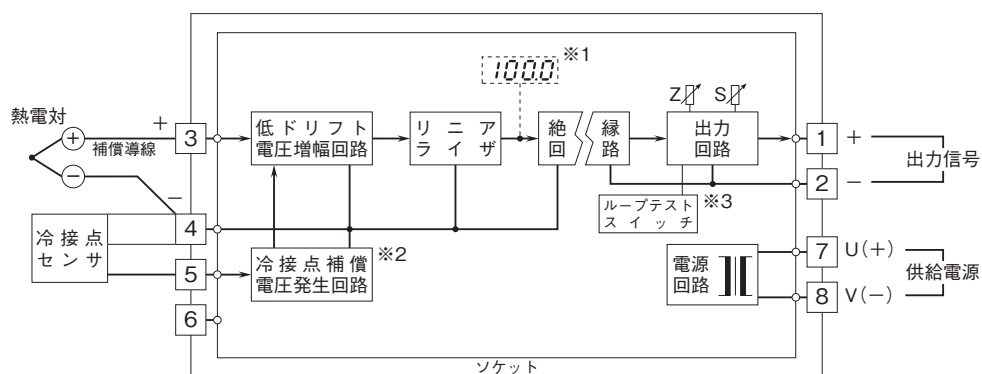 100.0
※1
Z
S
熱電対
+
-
+
補償導線
-
3
低ドリフト
電圧増幅回路
リニア
ライザ
絶縁
回路
出力
回路
1
+
2
-
出力信号
ループテスト
スイッチ
※3
冷接点
センサ
4
5
6
冷接点補償
電圧発生回路
※2
電源
回路
7
U(+)
8
V(-)
供給電源
ソケット